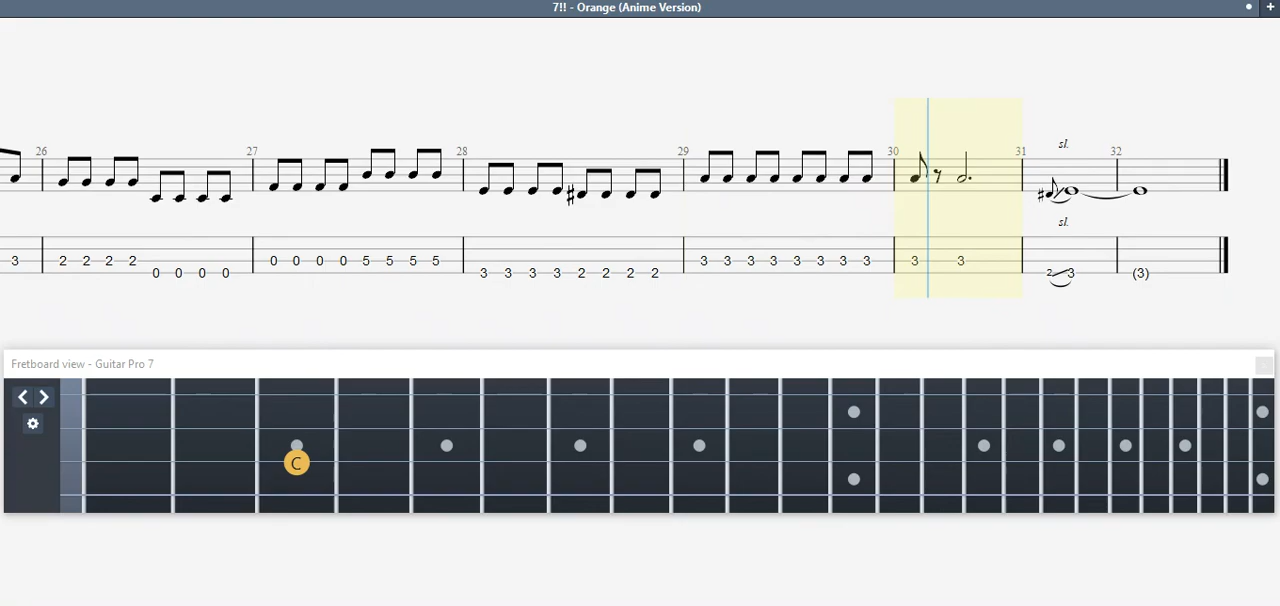 7!! - Orange (Anime Version)
sl.
26 27 28 29 30 31 32
sl.
3 2 2 2 2 0 0 0 0 0 0 0 0 5 5 5 5 3 3 3 3 2 2 2 2 3 3 3 3 3 3 3 3 3 3 2 3 (3)
Fretboard view - Guitar Pro 7
C